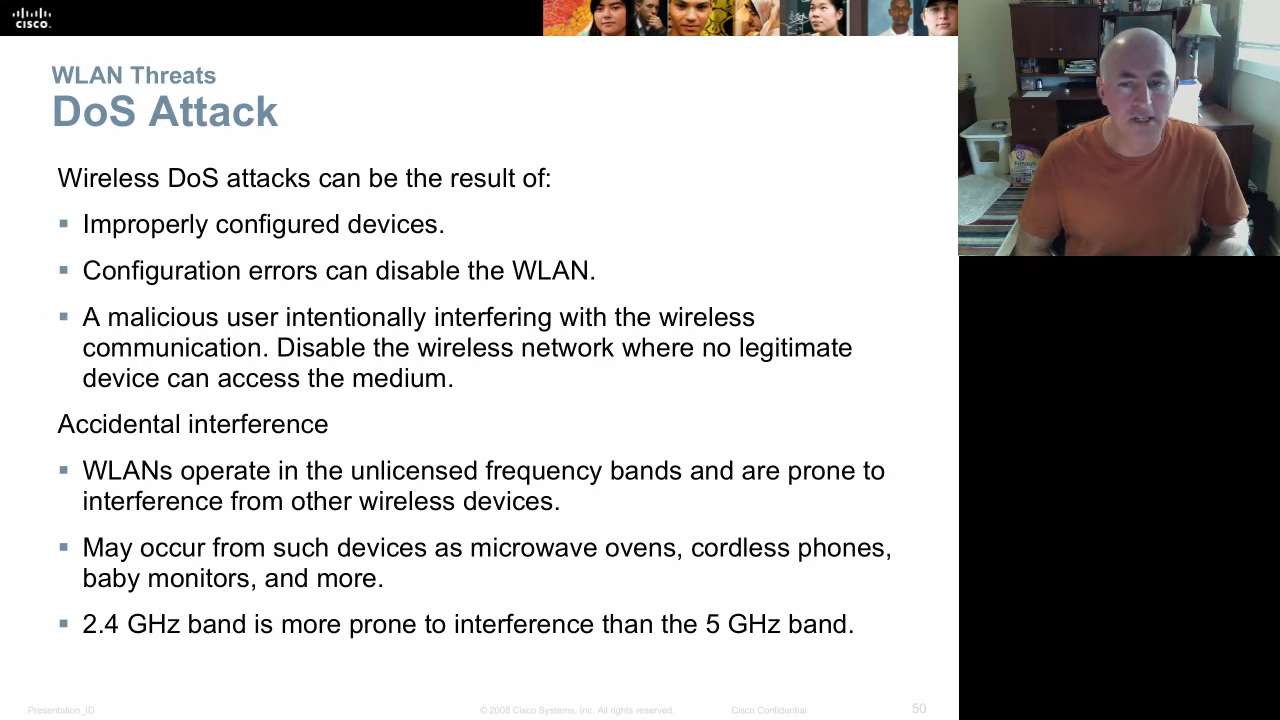 cisco.
WLAN Threats
DoS Attack
Wireless DoS attacks can be the result of:
▪ Improperly configured devices.
▪ Configuration errors can disable the WLAN.
▪ A malicious user intentionally interfering with the wireless
communication. Disable the wireless network where no legitimate
device can access the medium.
Accidental interference
▪ WLANs operate in the unlicensed frequency bands and are prone to
interference from other wireless devices.
▪ May occur from such devices as microwave ovens, cordless phones,
baby monitors, and more.
▪ 2.4 GHz band is more prone to interference than the 5 GHz band.
Presentation_ID © 2008 Cisco Systems, Inc. All rights reserved. Cisco Confidential 50